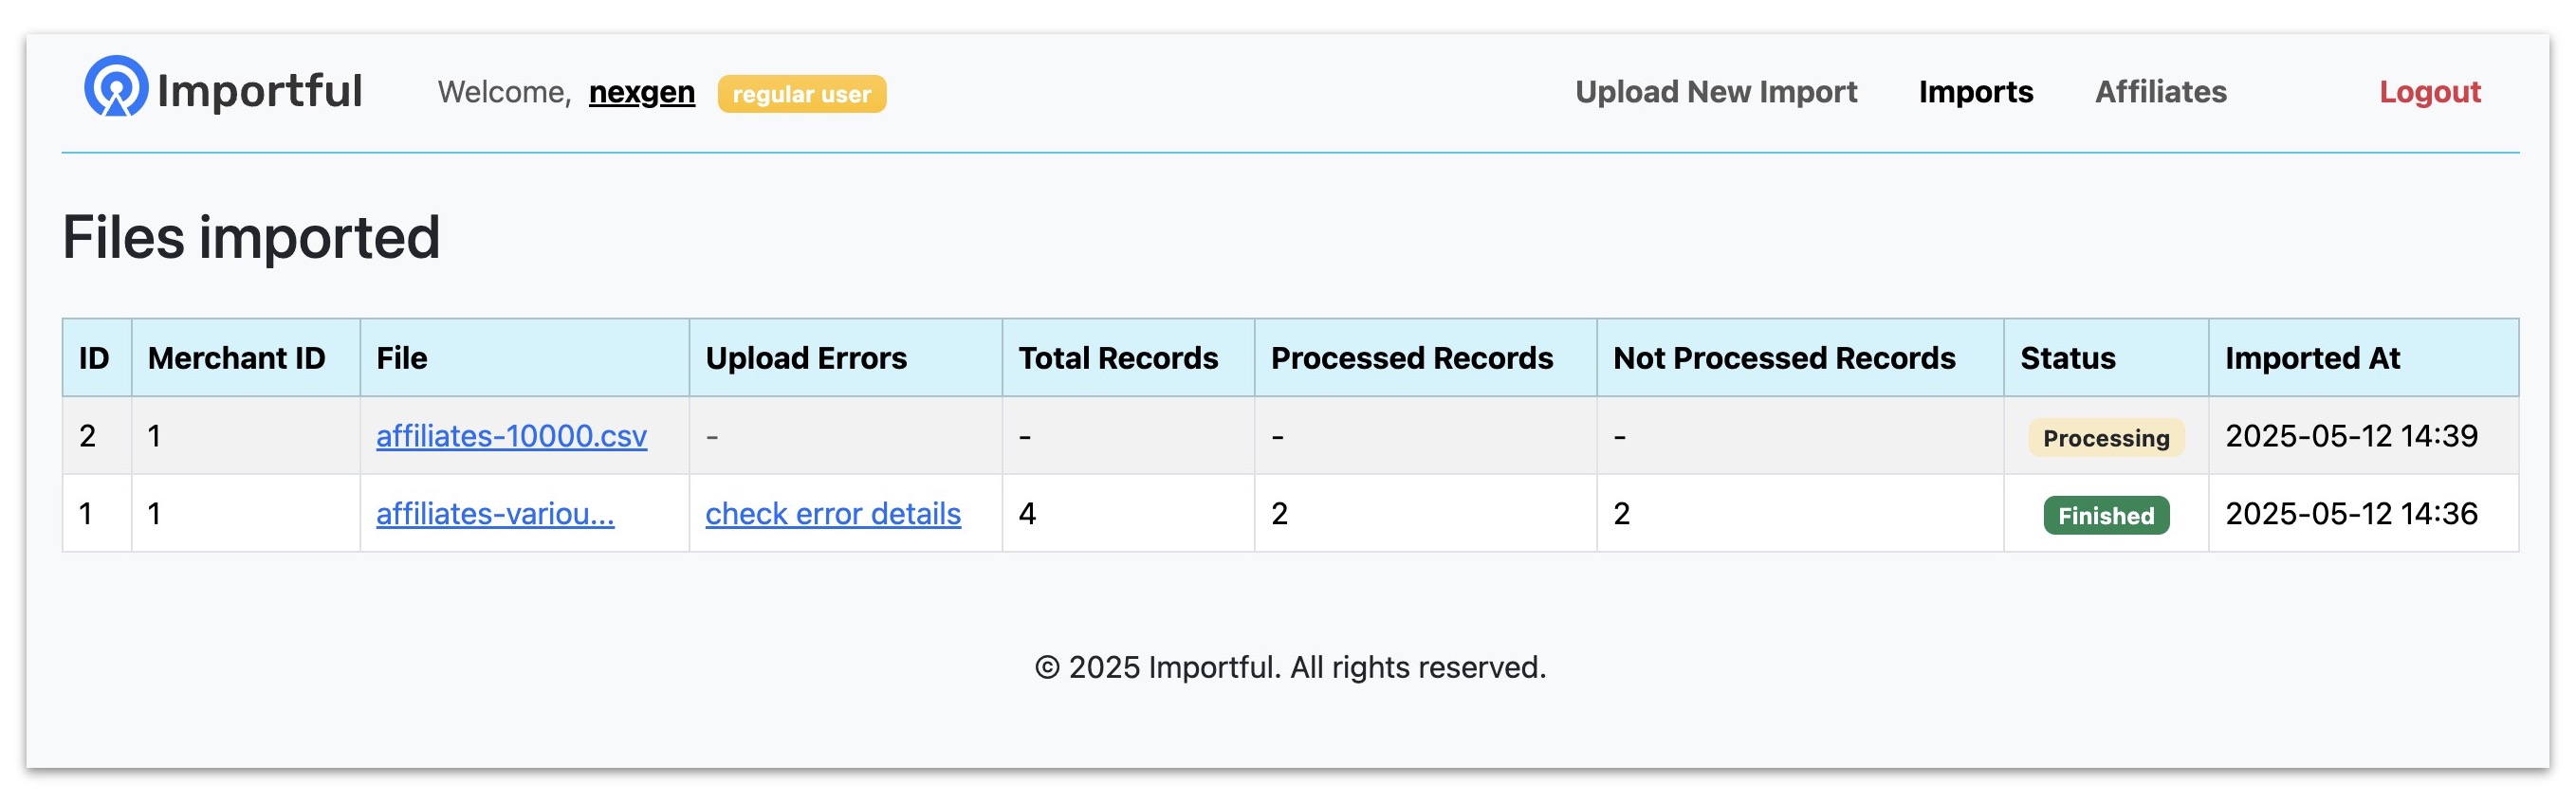 Importful Welcome, nexgen regular user Upload New Import Imports Affiliates Logout
Files imported
ID Merchant ID File Upload Errors Total Records Processed Records Not Processed Records Status Imported At
2 1 affiliates-10000.csv - - - - Processing 2025-05-12 14:39
1 1 affiliates-variou... check error details 4 2 2 Finished 2025-05-12 14:36
© 2025 Importful. All rights reserved.